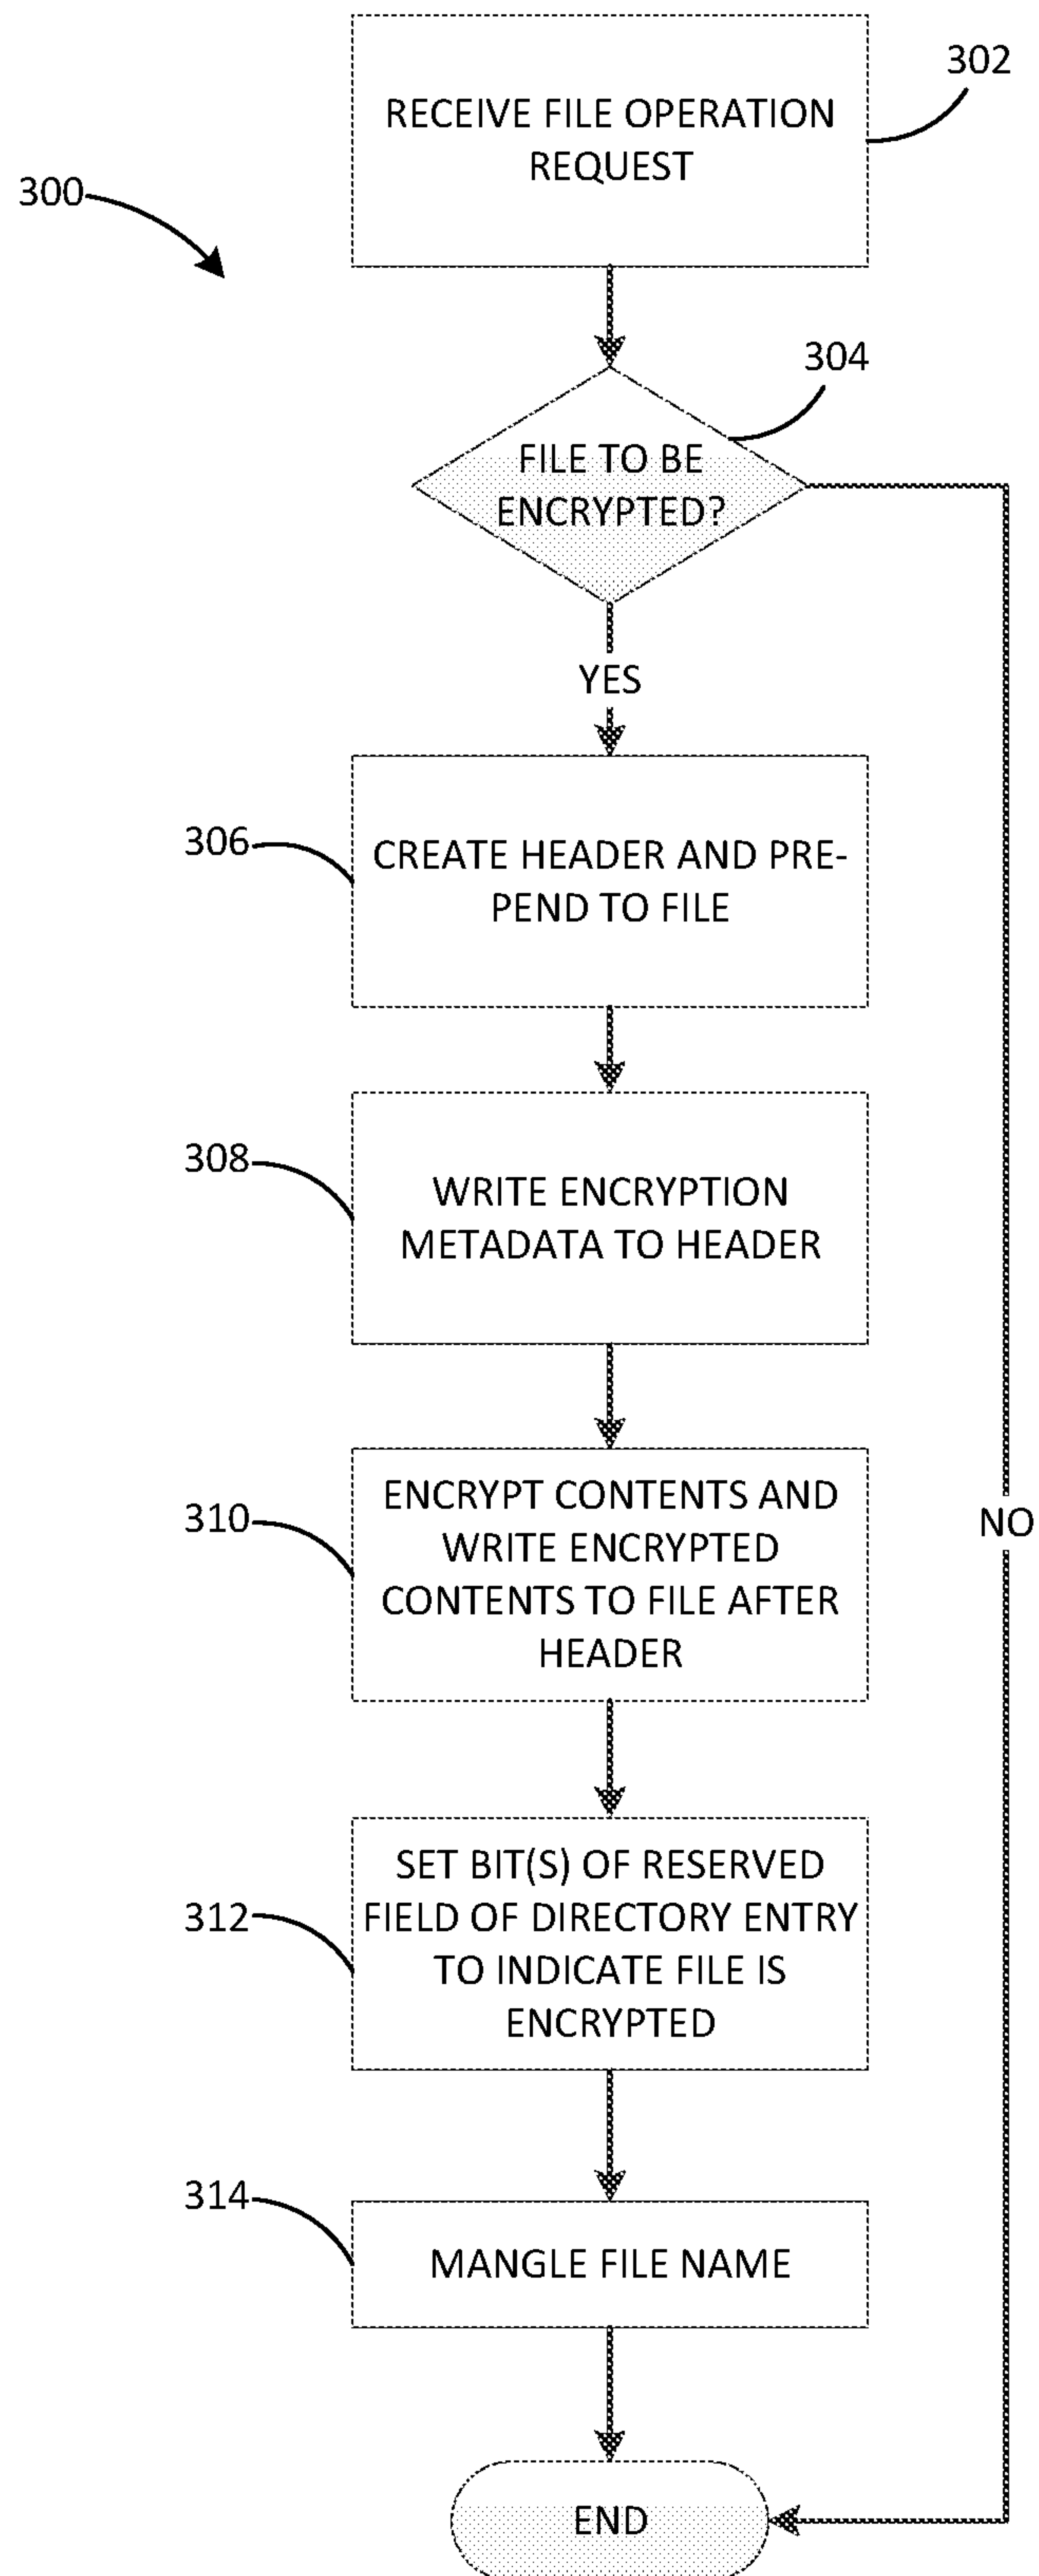 302
RECEIVE FILE OPERATION
REQUEST
300
304
FILE TO BE
ENCRYPTED?
YES
306
CREATE HEADER AND PRE-
PEND TO FILE
308
WRITE ENCRYPTION
METADATA TO HEADER
310
ENCRYPT CONTENTS AND
WRITE ENCRYPTED
CONTENTS TO FILE AFTER
HEADER
NO
312
SET BIT(S) OF RESERVED
FIELD OF DIRECTORY ENTRY
TO INDICATE FILE IS
ENCRYPTED
314
MANGLE FILE NAME
END